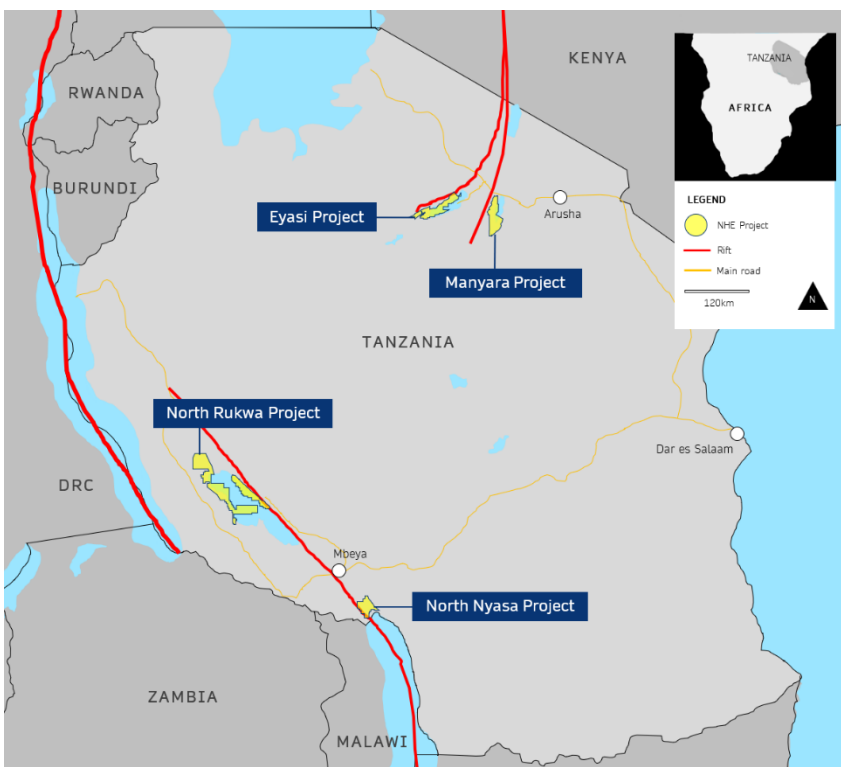 KENYA
TANZANIA
AFRICA
RWANDA
BURUNDI
LEGEND
NHE Project
Rift
Main road
120km
N
Eyasi Project
Arusha
Manyara Project
TANZANIA
North Rukwa Project
Dar es Salaam
DRC
Mbeya
North Nyasa Project
ZAMBIA
MALAWI